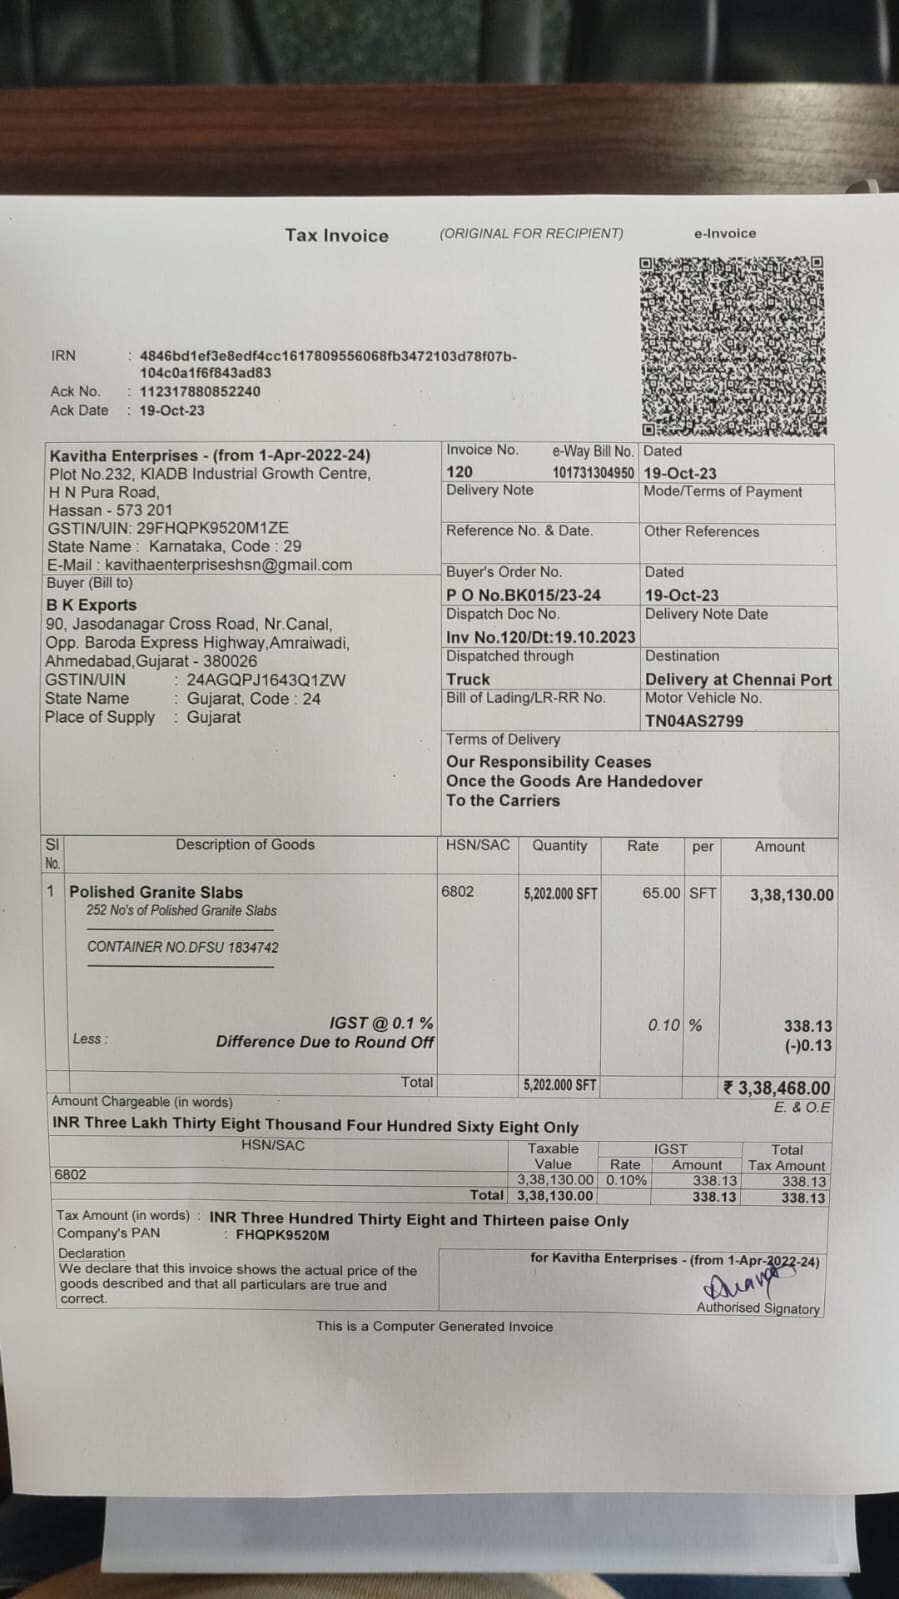 Tax Invoice (ORIGINAL FOR RECIPIENT) e-Invoice
IRN : 4846bd1ef3e8edf4cc1617809556068fb3472103d78f07b-
104c0a1f6f843ad83
Ack No. : 112317880852240
Ack Date : 19-Oct-23
Kavitha Enterprises - (from 1-Apr-2022-24)
Plot No.232, KIADB Industrial Growth Centre,
H N Pura Road,
Hassan - 573 201
GSTIN/UIN: 29FHQPK9520M1ZE
State Name : Karnataka, Code : 29
E-Mail : kavithaenterpriseshsn@gmail.com
Buyer (Bill to)
B K Exports
90, Jasodanagar Cross Road, Nr.Canal,
Opp. Baroda Express Highway,Amraiwadi,
Ahmedabad,Gujarat - 380026
GSTIN/UIN : 24AGQPJ1643Q1ZW
State Name : Gujarat, Code : 24
Place of Supply : Gujarat
Invoice No. e-Way Bill No. Dated
120 101731304950 19-Oct-23
Delivery Note Mode/Terms of Payment
Reference No. & Date. Other References
Buyer's Order No. Dated
P O No.BK015/23-24 19-Oct-23
Dispatch Doc No. Delivery Note Date
Inv No.120/Dt:19.10.2023
Dispatched through Destination
Truck Delivery at Chennai Port
Bill of Lading/LR-RR No. Motor Vehicle No.
TN04AS2799
Terms of Delivery
Our Responsibility Ceases
Once the Goods Are Handedover
To the Carriers
Sl Description of Goods HSN/SAC Quantity Rate per Amount
No.
1 Polished Granite Slabs 6802 5,202.000 SFT 65.00 SFT 3,38,130.00
252 No's of Polished Granite Slabs
CONTAINER NO.DFSU 1834742
IGST @ 0.1 % 0.10 % 338.13
Less : Difference Due to Round Off (-)0.13
Total 5,202.000 SFT ₹ 3,38,468.00
Amount Chargeable (in words) E. & O.E
INR Three Lakh Thirty Eight Thousand Four Hundred Sixty Eight Only
HSN/SAC Taxable IGST Total
Value Rate Amount Tax Amount
6802 3,38,130.00 0.10% 338.13 338.13
Total 3,38,130.00 338.13 338.13
Tax Amount (in words) : INR Three Hundred Thirty Eight and Thirteen paise Only
Company's PAN : FHQPK9520M
Declaration
We declare that this invoice shows the actual price of the
goods described and that all particulars are true and
correct.
for Kavitha Enterprises - (from 1-Apr-2022-24)
Authorised Signatory
This is a Computer Generated Invoice